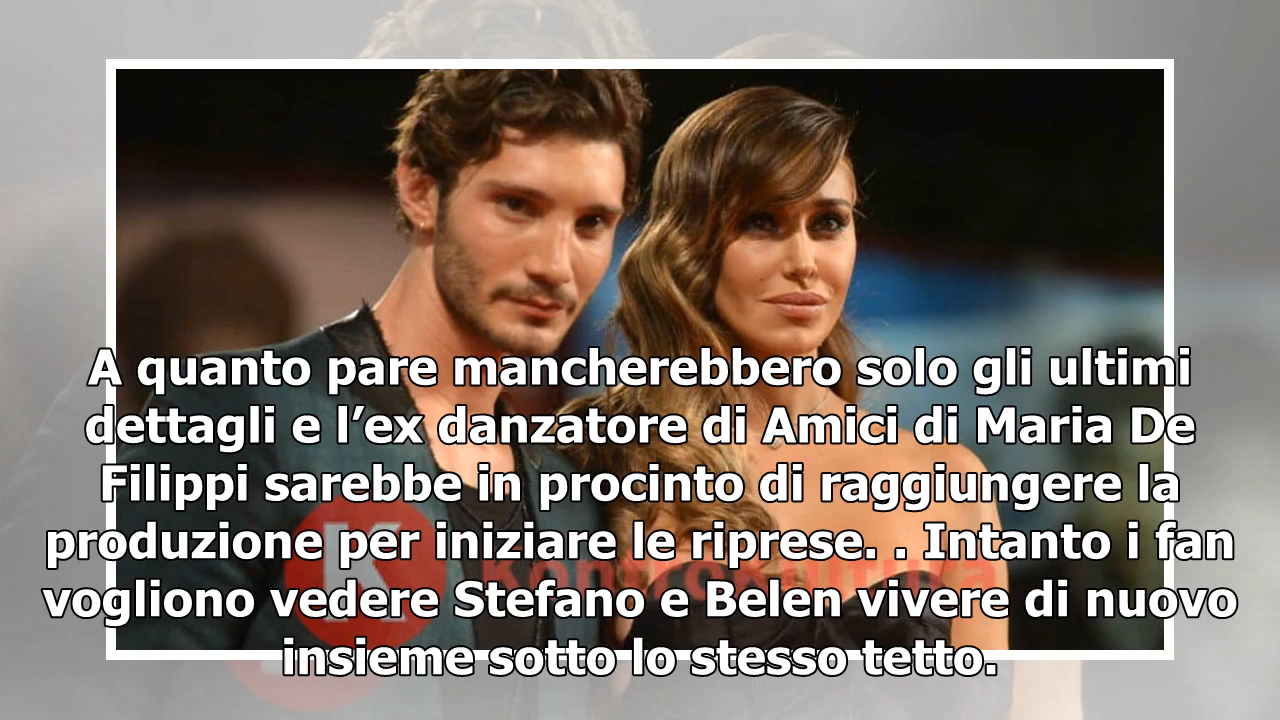 A quanto pare mancherebbero solo gli ultimi
dettagli e l’ex danzatore di Amici di Maria De
Filippi sarebbe in procinto di raggiungere la
produzione per iniziare le riprese. . Intanto i fan
vogliono vedere Stefano e Belen vivere di nuovo
insieme sotto lo stesso tetto.
K KontroKultura